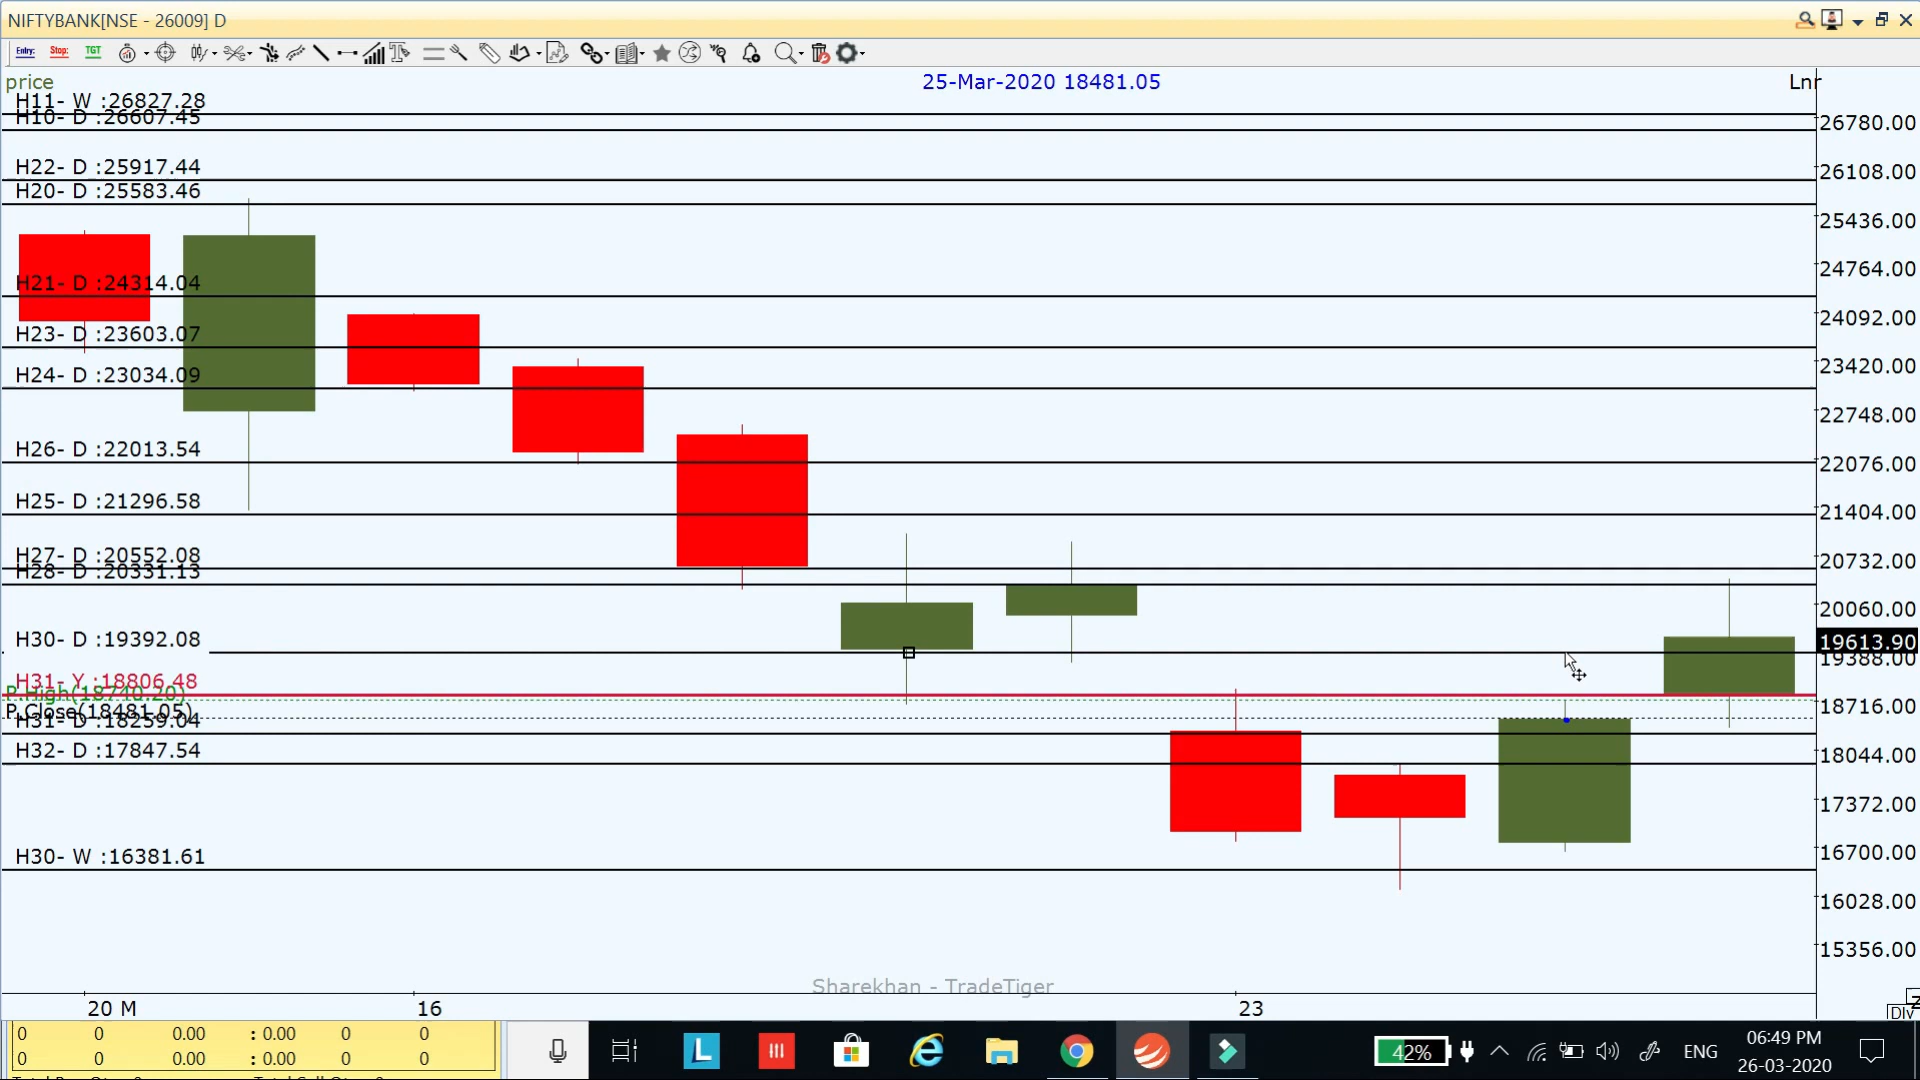 NIFTYBANK[NSE - 26009] D
Entry: Stop: TGT
price
25-Mar-2020 18481.05
Lnr
H11- W :26827.28
H10- D :26607.45
26780.00
H22- D :25917.44
26108.00
H20- D :25583.46
25436.00
H21- D :24314.04
24764.00
24092.00
H23- D :23603.07
23420.00
H24- D :23034.09
22748.00
H26- D :22013.54
22076.00
H25- D :21296.58
21404.00
H27- D :20552.08
20732.00
H28- D :20331.13
20060.00
H30- D :19392.08
19613.90
19388.00
H31- Y :18806.48
P.High(18740.20)
18716.00
P.Close(18481.05)
H31- D :18259.04
H32- D :17847.54
18044.00
17372.00
H30- W :16381.61
16700.00
16028.00
15356.00
Sharekhan - TradeTiger
20 M
16
23
DIV
0 0 0.00 : 0.00 0 0
0 0 0.00 : 0.00 0 0
L
42%
ENG
06:49 PM
26-03-2020